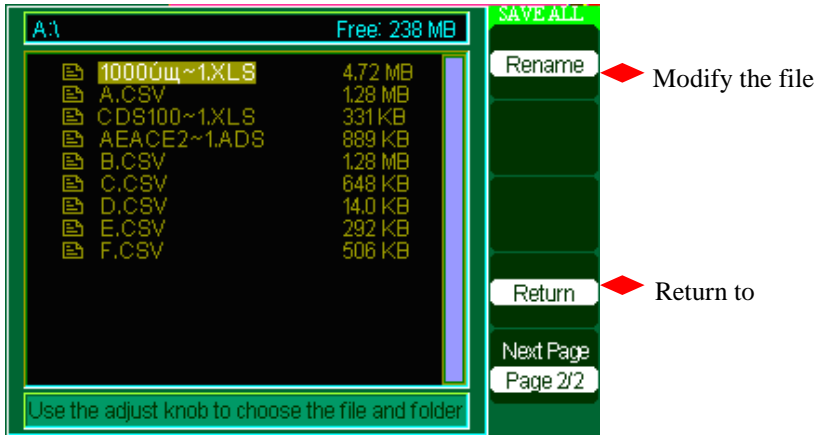 A:\ Free: 238 MB
1000úщ~1.XLS 4.72 MB
A.CSV 1.28 MB
CDS100~1.XLS 331 KB
AEACE2~1.ADS 889 KB
B.CSV 1.28 MB
C.CSV 648 KB
D.CSV 14.0 KB
E.CSV 292 KB
F.CSV 506 KB
Use the adjust knob to choose the file and folder
SAVE ALL
Rename
Modify the file
Return
Return to
Next Page
Page 2/2